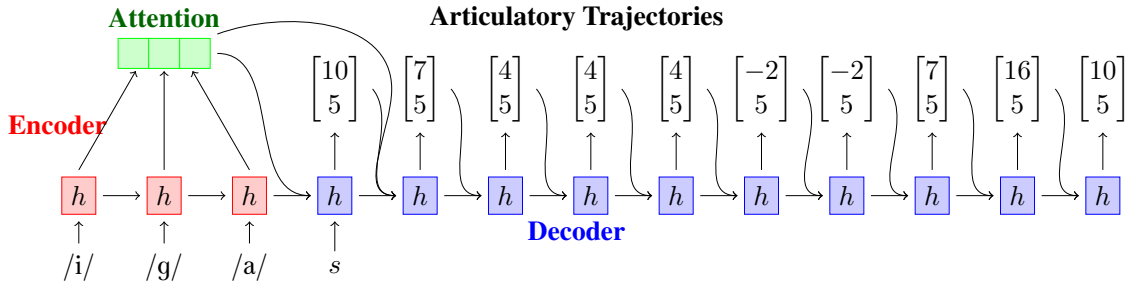 Attention
Articulatory Trajectories
[10 5] [7 5] [4 5] [4 5] [4 5] [−2 5] [−2 5] [7 5] [16 5] [10 5]
Encoder
h h h h h h h h h h h h h
Decoder
/i/ /g/ /a/ s